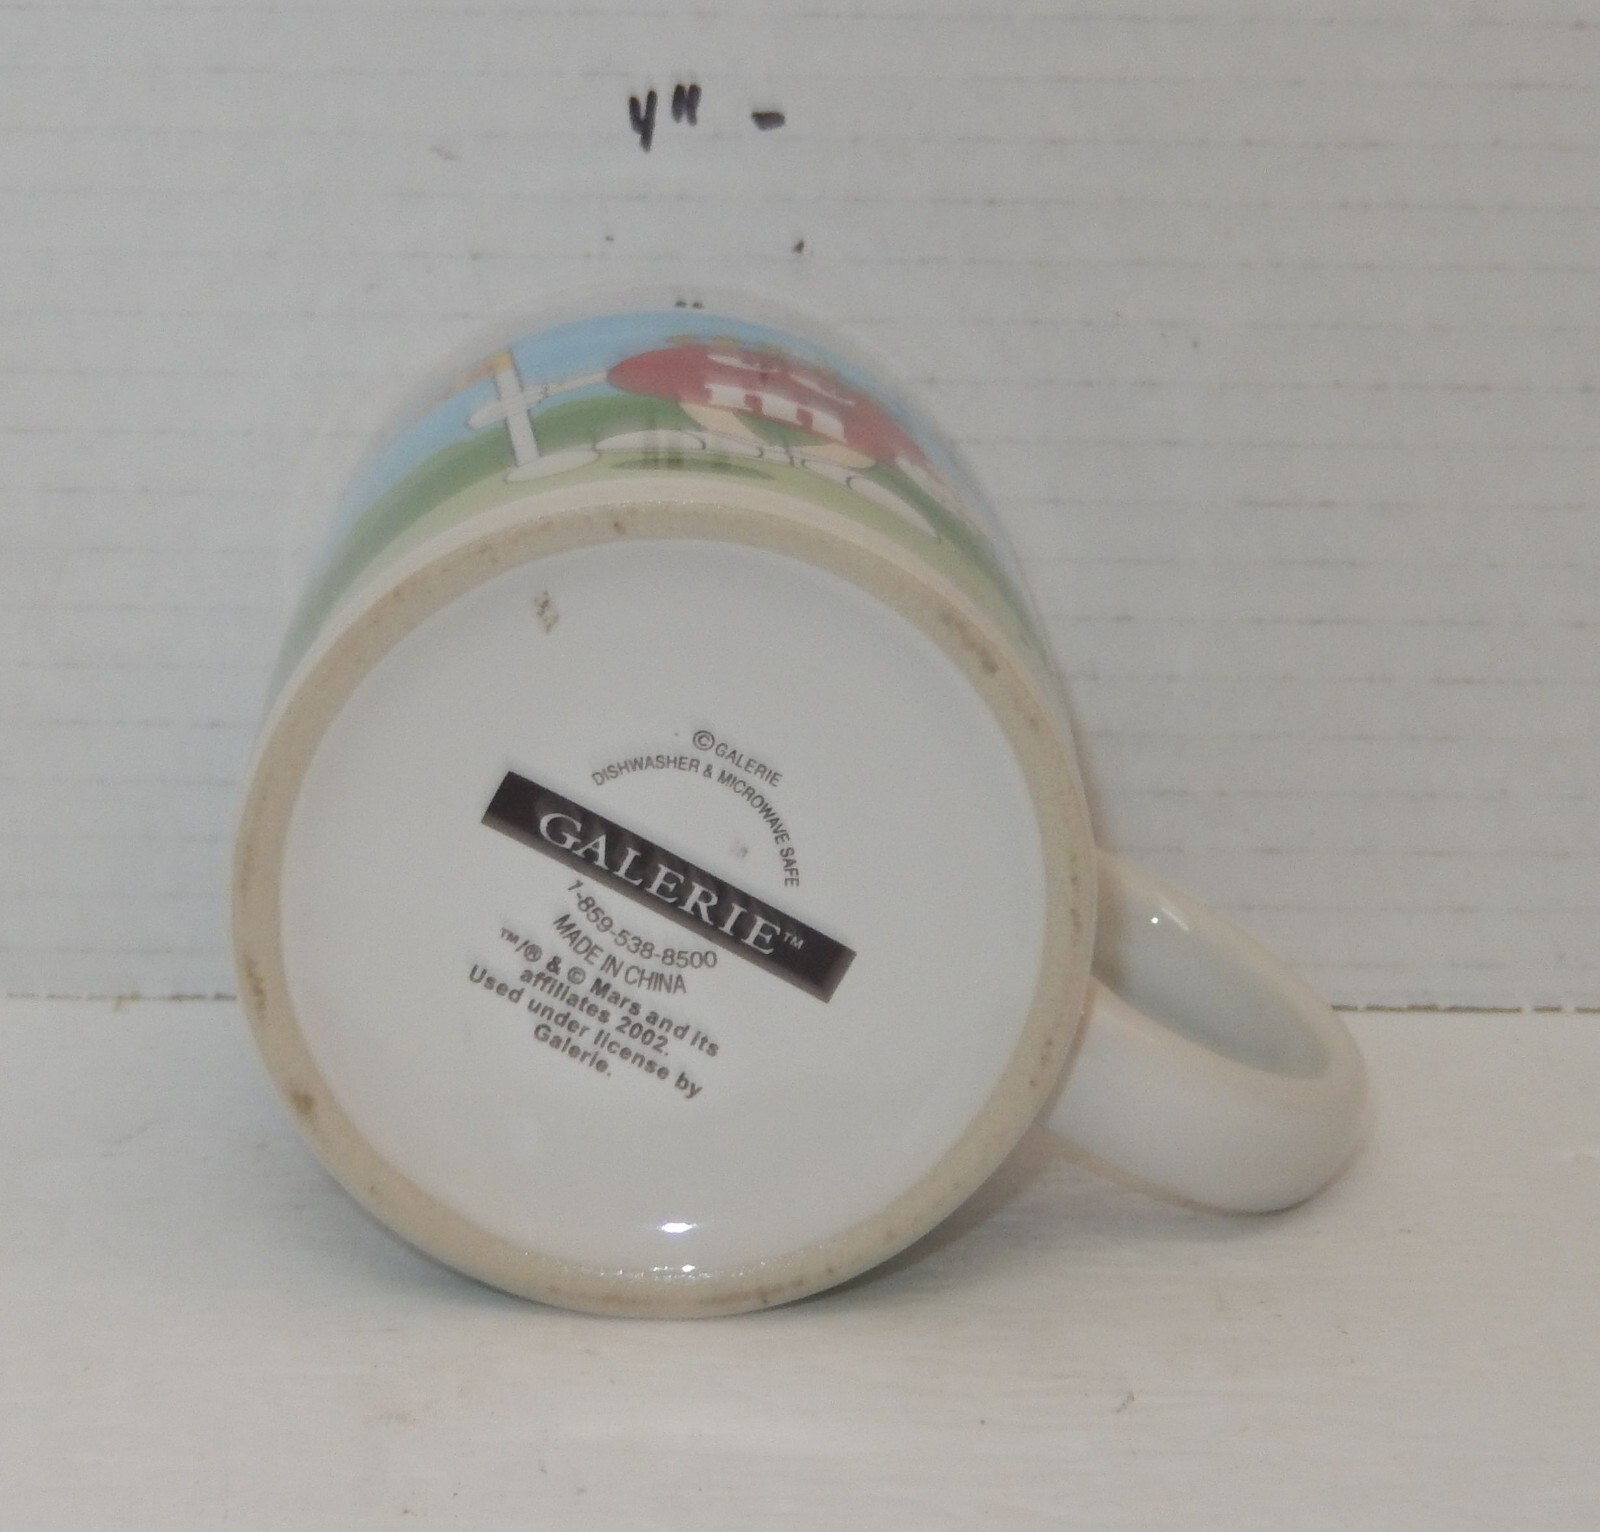 4" -
m
©GALERIE
DISHWASHER & MICROWAVE SAFE
GALERIE™
1-859-538-8500
MADE IN CHINA
™/® & © Mars and its
affiliates 2002.
Used under license by
Galerie.